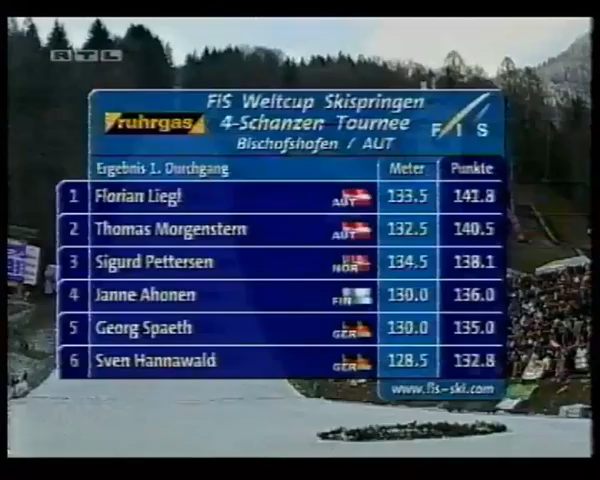 RTL
FIS Weltcup Skispringen
ruhrgas 4-Schanzen Tournee FIS
Bischofshofen / AUT
Ergebnis 1. Durchgang Meter Punkte
1 Florian Liegl AUT 133.5 141.8
2 Thomas Morgenstern AUT 132.5 140.5
3 Sigurd Pettersen NOR 134.5 138.1
4 Janne Ahonen FIN 130.0 136.0
5 Georg Spaeth GER 130.0 135.0
6 Sven Hannawald GER 128.5 132.8
www.fis-ski.com